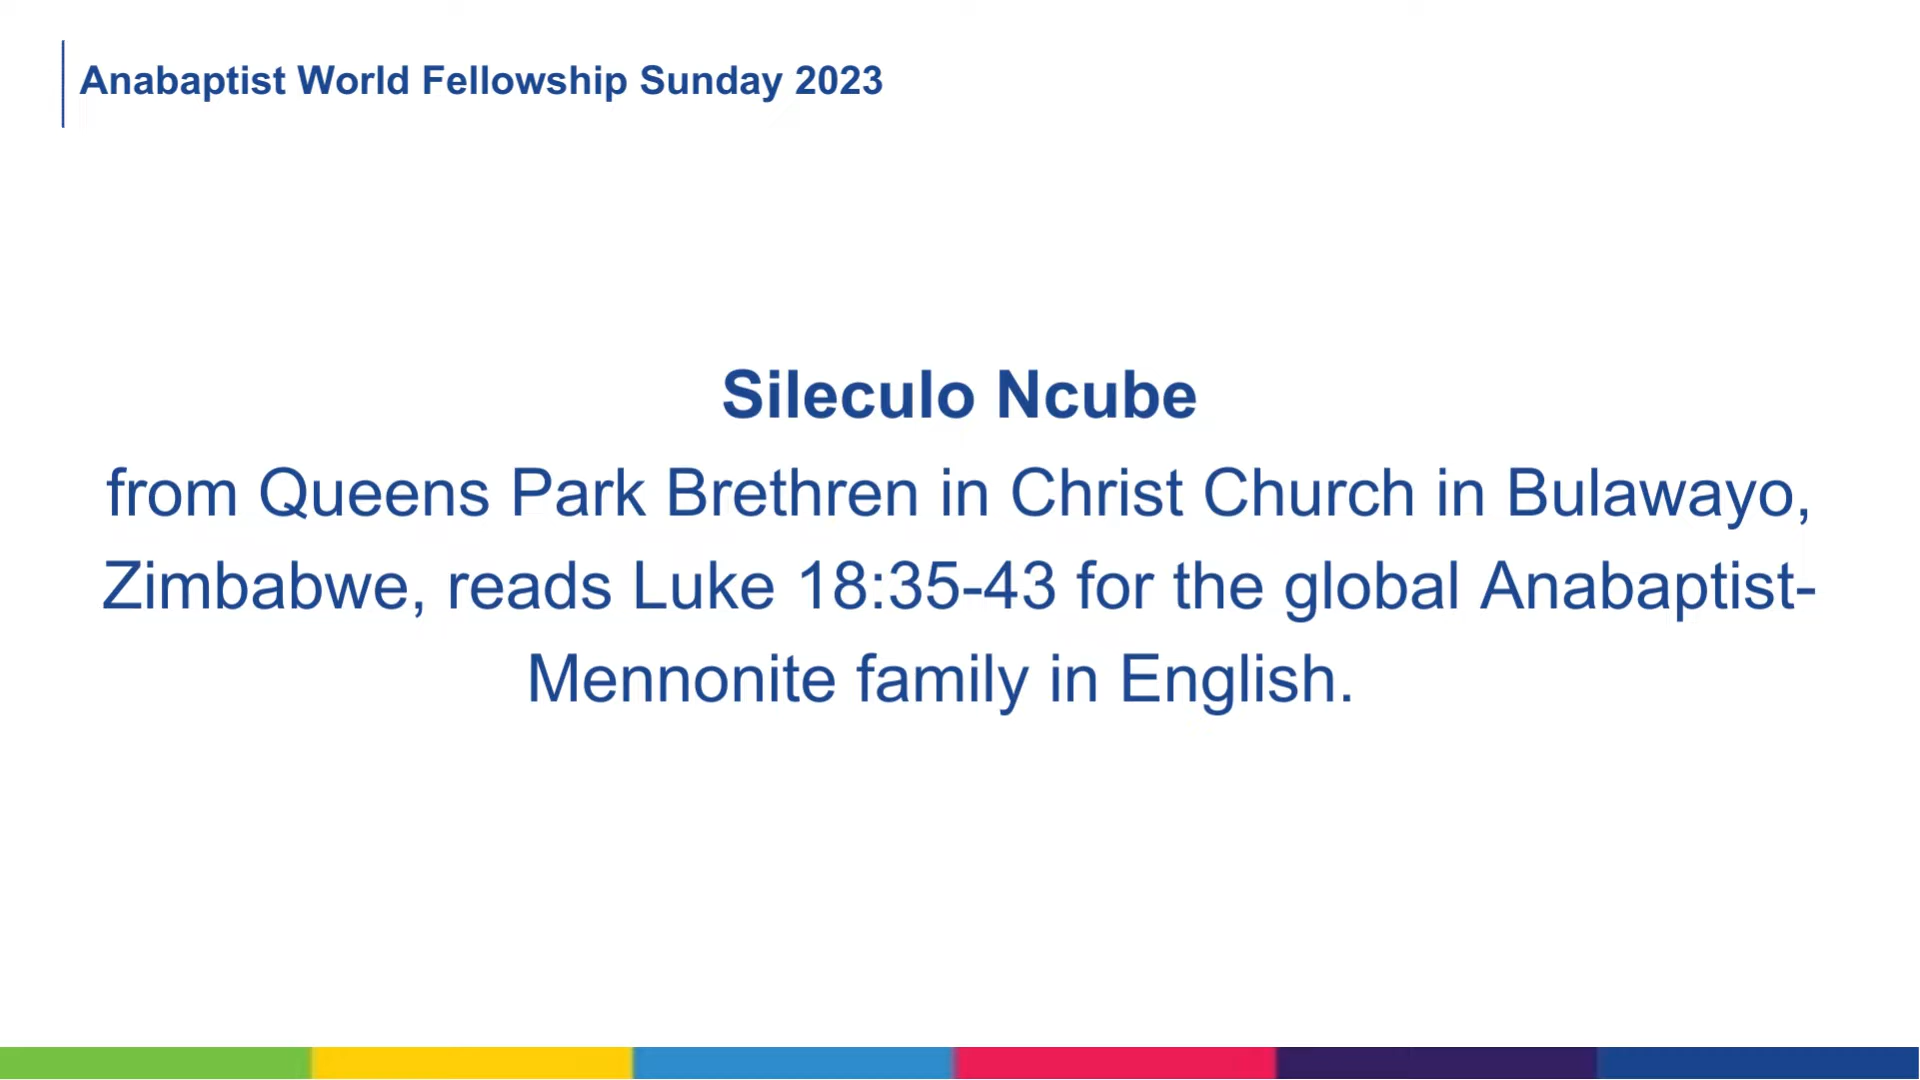 Anabaptist World Fellowship Sunday 2023
Sileculo Ncube
from Queens Park Brethren in Christ Church in Bulawayo,
Zimbabwe, reads Luke 18:35-43 for the global Anabaptist-
Mennonite family in English.